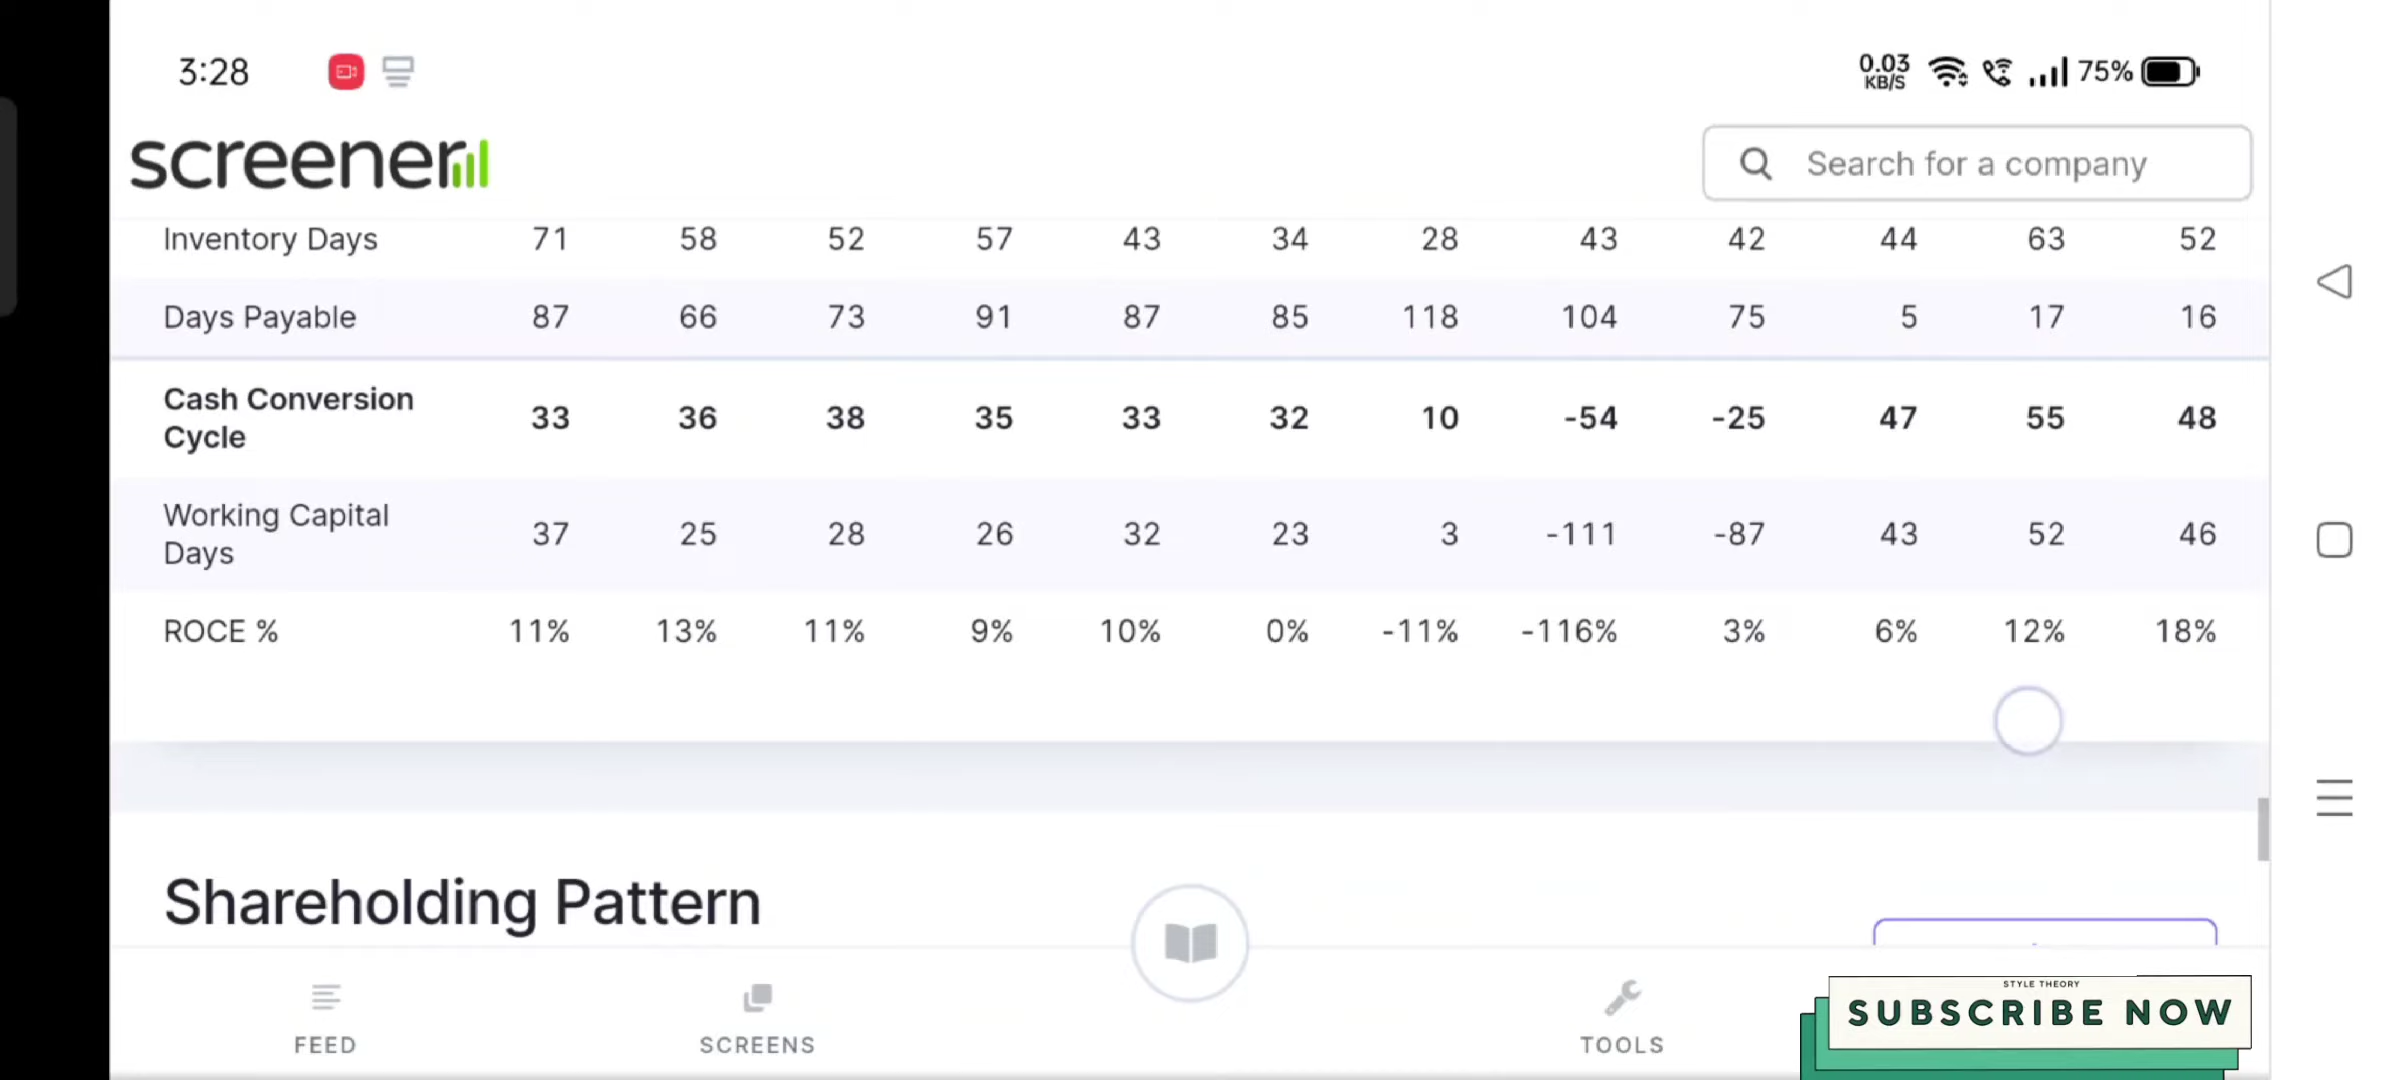 3:28 0.03 KB/S 75%
screener
Search for a company
Inventory Days 71 58 52 57 43 34 28 43 42 44 63 52
Days Payable 87 66 73 91 87 85 118 104 75 5 17 16
Cash Conversion Cycle 33 36 38 35 33 32 10 -54 -25 47 55 48
Working Capital Days 37 25 28 26 32 23 3 -111 -87 43 52 46
ROCE % 11% 13% 11% 9% 10% 0% -11% -116% 3% 6% 12% 18%
Shareholding Pattern
FEED SCREENS TOOLS
STYLE THEORY
SUBSCRIBE NOW